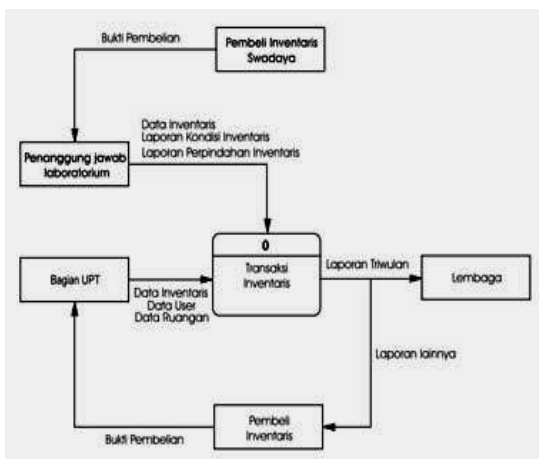 Bukti Pembelian
Pembeli Inventaris
Swadaya
Data Inventaris
Laporan Kondisi Inventaris
Laporan Perpindahan Inventaris
Penanggung jawab
laboratorium
0
Transaksi
Inventaris
Bagian UPT
Data Inventaris
Data User
Data Ruangan
Laporan Triwulan
Lembaga
Laporan lainnya
Pembeli
Inventaris
Bukti Pembelian